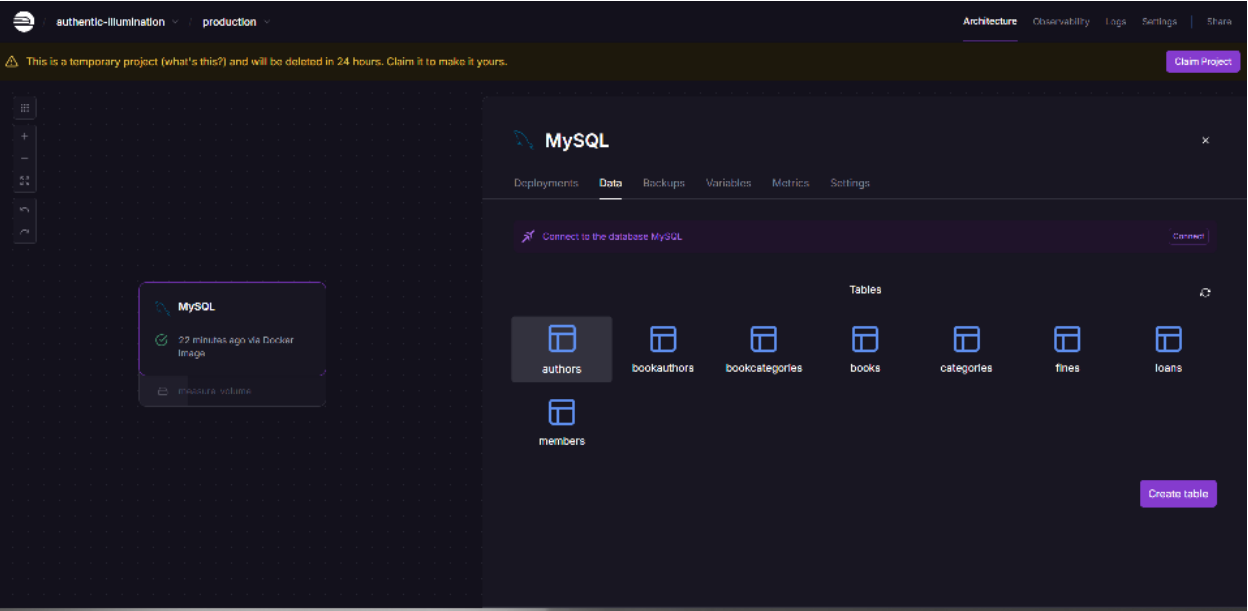 authentic-illumination / production
Architecture Observability Logs Settings | Share
This is a temporary project (what's this?) and will be deleted in 24 hours. Claim it to make it yours.
Claim Project
MySQL
Deployments Data Backups Variables Metrics Settings
Connect to the database MySQL
Connect
Tables
authors bookauthors bookcategories books categories fines loans
members
Create table
MySQL
22 minutes ago via Docker
Image
measure_volume